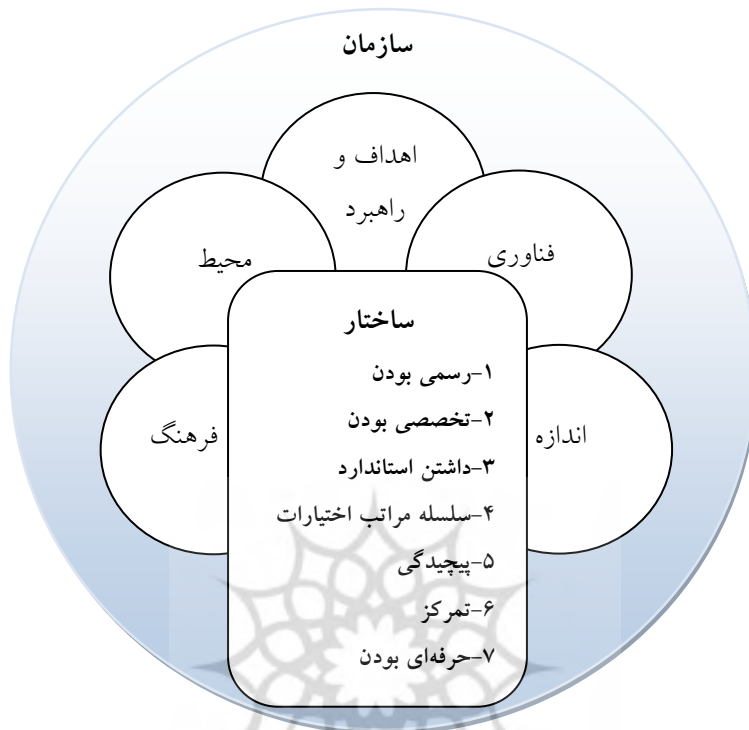 سازمان
اهداف و
راهبرد
فناوری
محیط
اندازه
فرهنگ
ساختار
۱-رسمی بودن
۲-تخصصی بودن
۳-داشتن استاندارد
۴-سلسله مراتب اختیارات
۵-پیچیدگی
۶-تمرکز
۷-حرفه‌ای بودن